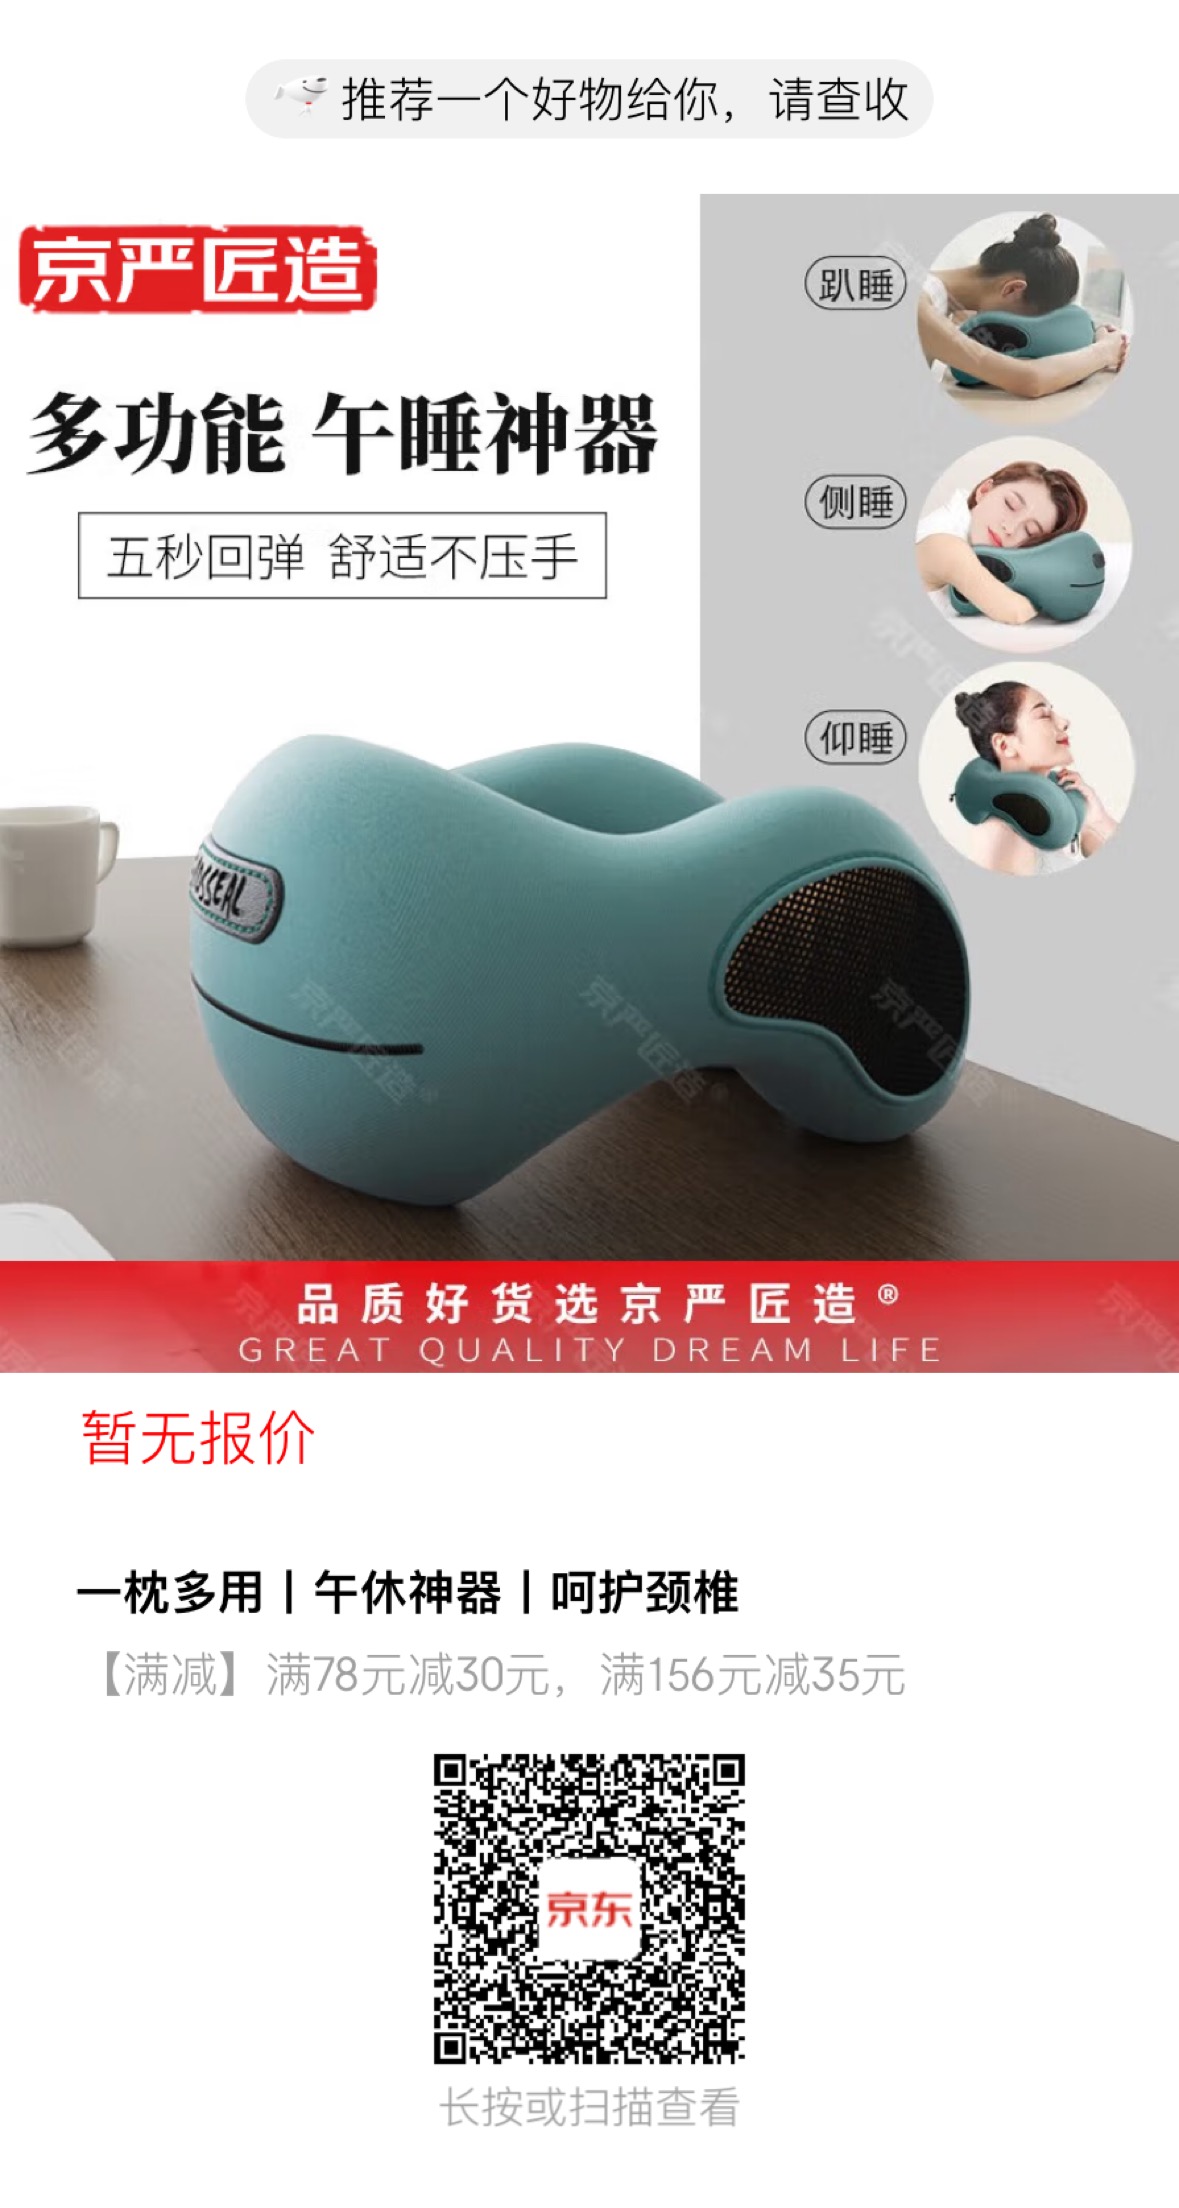 推荐一个好物给你，请查收
京严匠造
多功能 午睡神器
五秒回弹 舒适不压手
趴睡
侧睡
仰睡
品质好货选京严匠造®
GREAT QUALITY DREAM LIFE
暂无报价
一枕多用丨午休神器丨呵护颈椎
【满减】满78元减30元，满156元减35元
京东
长按或扫描查看